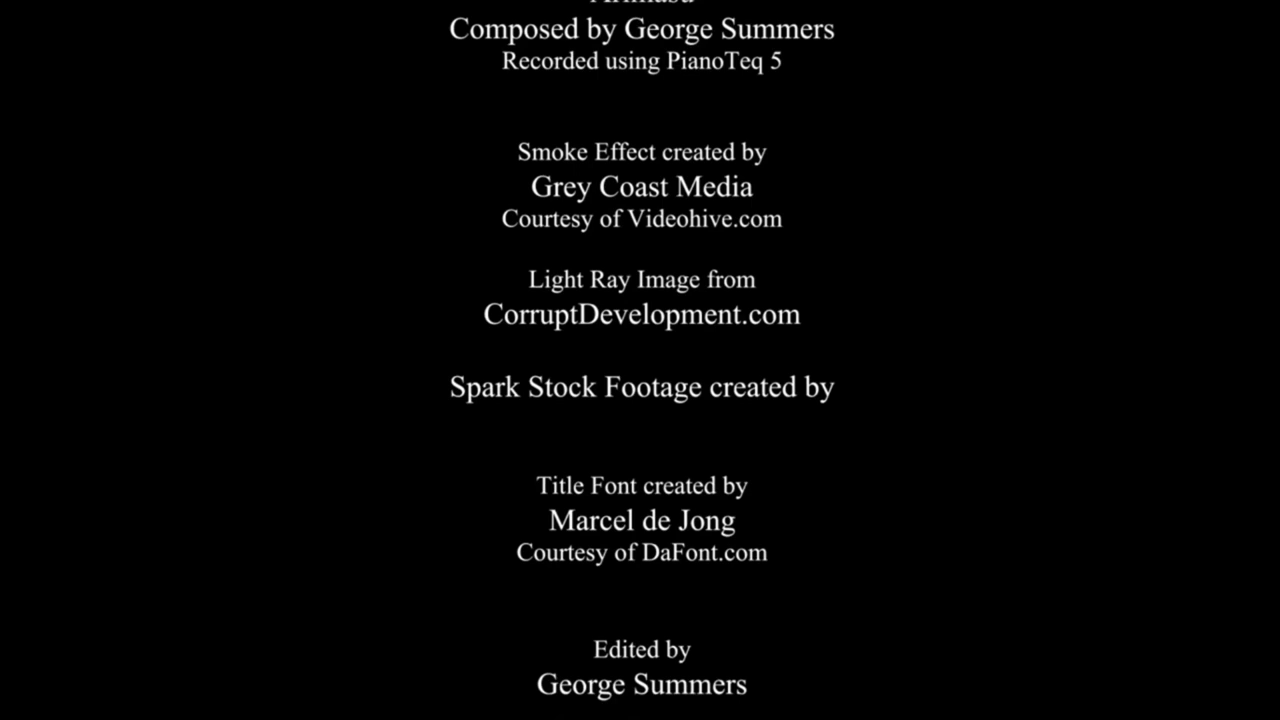 Composed by George Summers
Recorded using PianoTeq 5
Smoke Effect created by
Grey Coast Media
Courtesy of Videohive.com
Light Ray Image from
CorruptDevelopment.com
Spark Stock Footage created by
Title Font created by
Marcel de Jong
Courtesy of DaFont.com
Edited by
George Summers